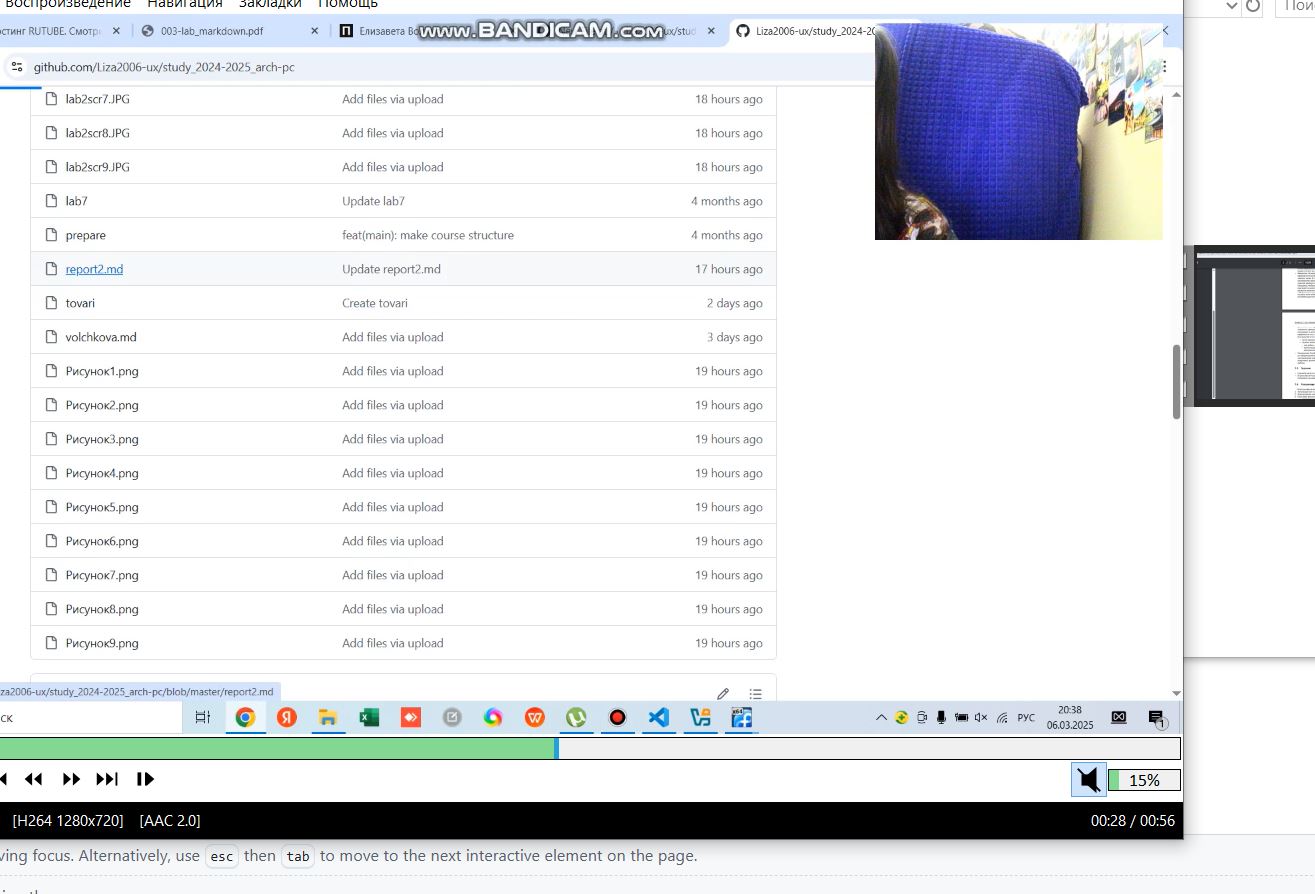 Воспроизведение Навигация Закладки Помощь
стинг RUTUBE. Смотр
003-lab_markdown.pdf
Елизавета Во
www.BANDICAM.com
ux/stud
Liza2006-ux/study_2024-20
github.com/Liza2006-ux/study_2024-2025_arch-pc
lab2scr7.JPG Add files via upload 18 hours ago
lab2scr8.JPG Add files via upload 18 hours ago
lab2scr9.JPG Add files via upload 18 hours ago
lab7 Update lab7 4 months ago
prepare feat(main): make course structure 4 months ago
report2.md Update report2.md 17 hours ago
tovari Create tovari 2 days ago
volchkova.md Add files via upload 3 days ago
Рисунок1.png Add files via upload 19 hours ago
Рисунок2.png Add files via upload 19 hours ago
Рисунок3.png Add files via upload 19 hours ago
Рисунок4.png Add files via upload 19 hours ago
Рисунок5.png Add files via upload 19 hours ago
Рисунок6.png Add files via upload 19 hours ago
Рисунок7.png Add files via upload 19 hours ago
Рисунок8.png Add files via upload 19 hours ago
Рисунок9.png Add files via upload 19 hours ago
za2006-ux/study_2024-2025_arch-pc/blob/master/report2.md
ск
РУС
20:38
06.03.2025
15%
[H264 1280x720] [AAC 2.0] 00:28 / 00:56
ving focus. Alternatively, use esc then tab to move to the next interactive element on the page.